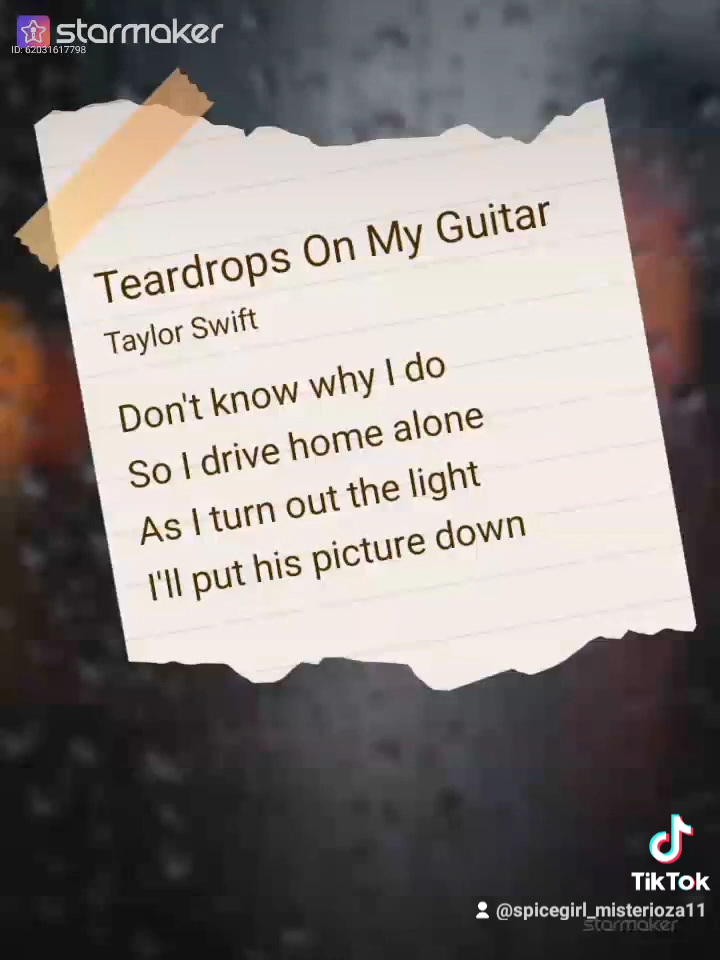 starmaker
ID: 62031617798
Teardrops On My Guitar
Taylor Swift
Don't know why I do
So I drive home alone
As I turn out the light
I'll put his picture down
TikTok
@spicegirl_misterioza11
starmaker